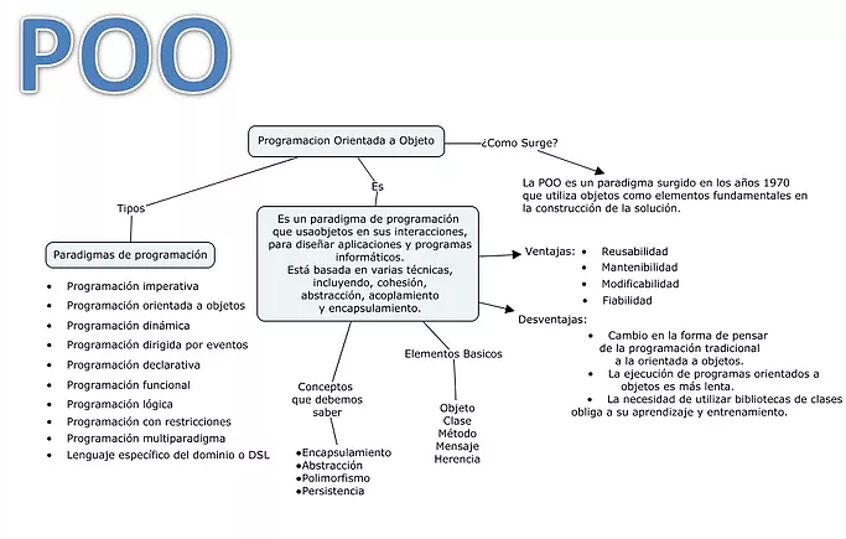 POO
Programacion Orientada a Objeto
¿Como Surge?
La POO es un paradigma surgido en los años 1970
que utiliza objetos como elementos fundamentales en
la construcción de la solución.
Tipos
Paradigmas de programación
• Programación imperativa
• Programación orientada a objetos
• Programación dinámica
• Programación dirigida por eventos
• Programación declarativa
• Programación funcional
• Programación lógica
• Programación con restricciones
• Programación multiparadigma
• Lenguaje específico del dominio o DSL
Es
Es un paradigma de programación
que usaobjetos en sus interacciones,
para diseñar aplicaciones y programas
informáticos.
Está basada en varias técnicas,
incluyendo, cohesión,
abstracción, acoplamiento
y encapsulamiento.
Ventajas:
• Reusabilidad
• Mantenibilidad
• Modificabilidad
• Fiabilidad
Desventajas:
• Cambio en la forma de pensar
de la programación tradicional
a la orientada a objetos.
• La ejecución de programas orientados a
objetos es más lenta.
• La necesidad de utilizar bibliotecas de clases
obliga a su aprendizaje y entrenamiento.
Conceptos
que debemos
saber
•Encapsulamiento
•Abstracción
•Polimorfismo
•Persistencia
Elementos Basicos
Objeto
Clase
Método
Mensaje
Herencia